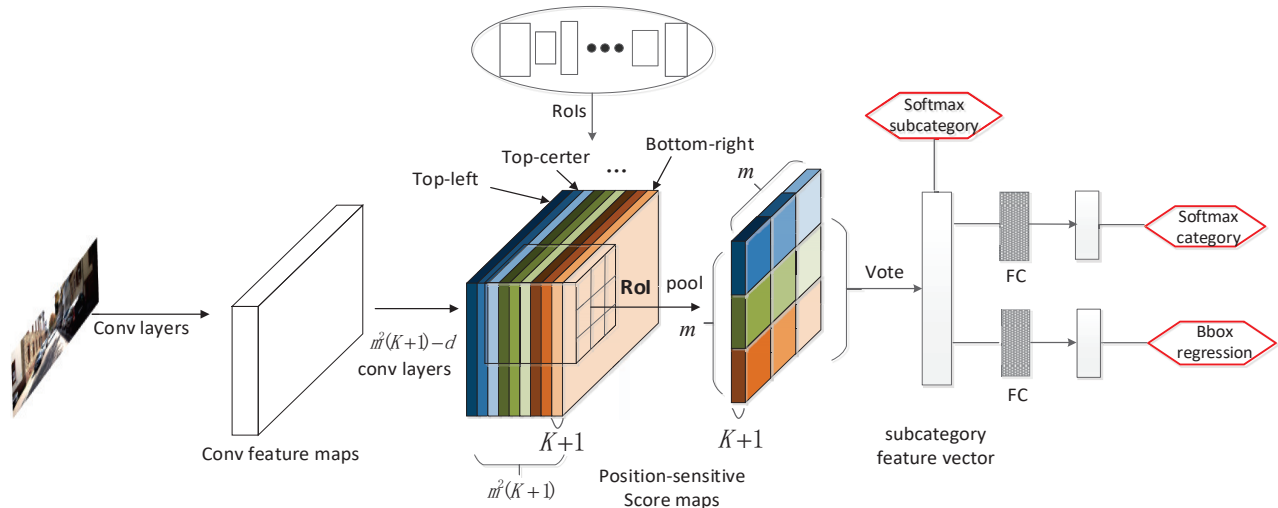 RoIs
Softmax
subcategory
Top-certer
...
Bottom-right
Top-left
m
Softmax
category
FC
RoI
pool
Vote
m
Conv layers
m²(K+1)−d
conv layers
Bbox
regression
FC
K+1
K+1
Conv feature maps
subcategory
feature vector
m²(K+1)
Position-sensitive
Score maps